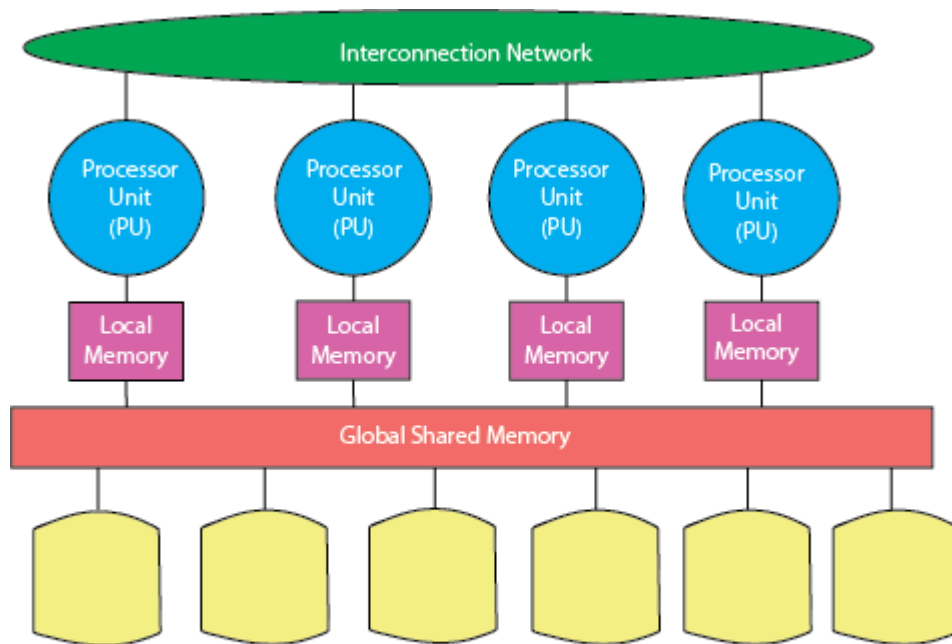 Interconnection Network
Processor
Unit
(PU)
Processor
Unit
(PU)
Processor
Unit
(PU)
Processor
Unit
(PU)
Local
Memory
Local
Memory
Local
Memory
Local
Memory
Global Shared Memory